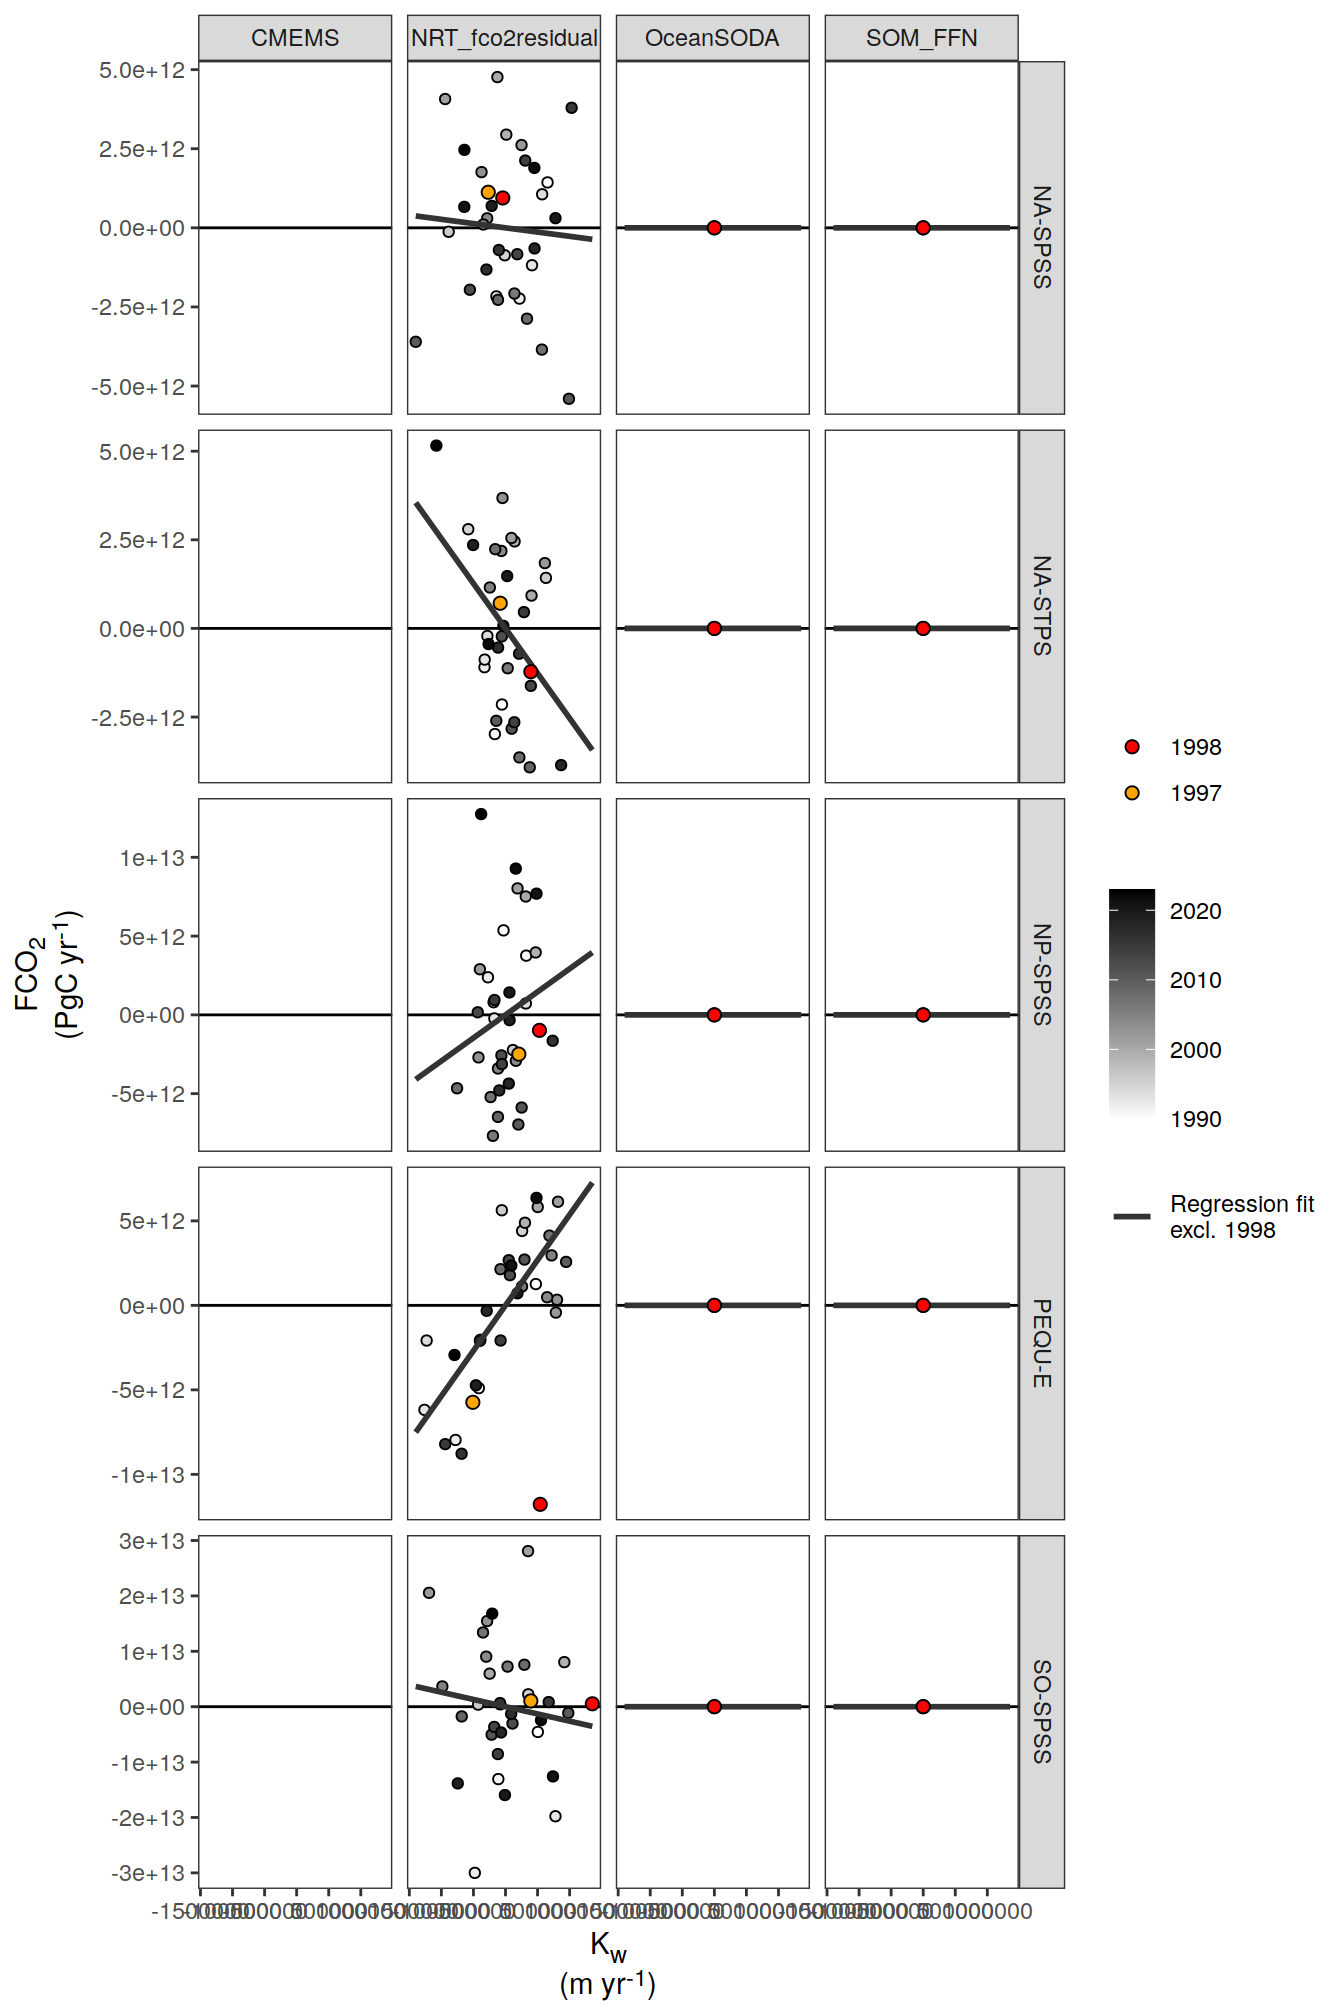 CMEMS NRT_fco2residual OceanSODA SOM_FFN
5.0e+12
2.5e+12
0.0e+00
-2.5e+12
-5.0e+12
NA-SPSS
5.0e+12
2.5e+12
0.0e+00
-2.5e+12
NA-STPS
1e+13
5e+12
0e+00
-5e+12
NP-SPSS
5e+12
0e+00
-5e+12
-1e+13
PEQU-E
3e+13
2e+13
1e+13
0e+00
-1e+13
-2e+13
-3e+13
SO-SPSS
FCO2
(PgC yr-1)
Kw
(m yr-1)
1998
1997
2020
2010
2000
1990
Regression fit
excl. 1998